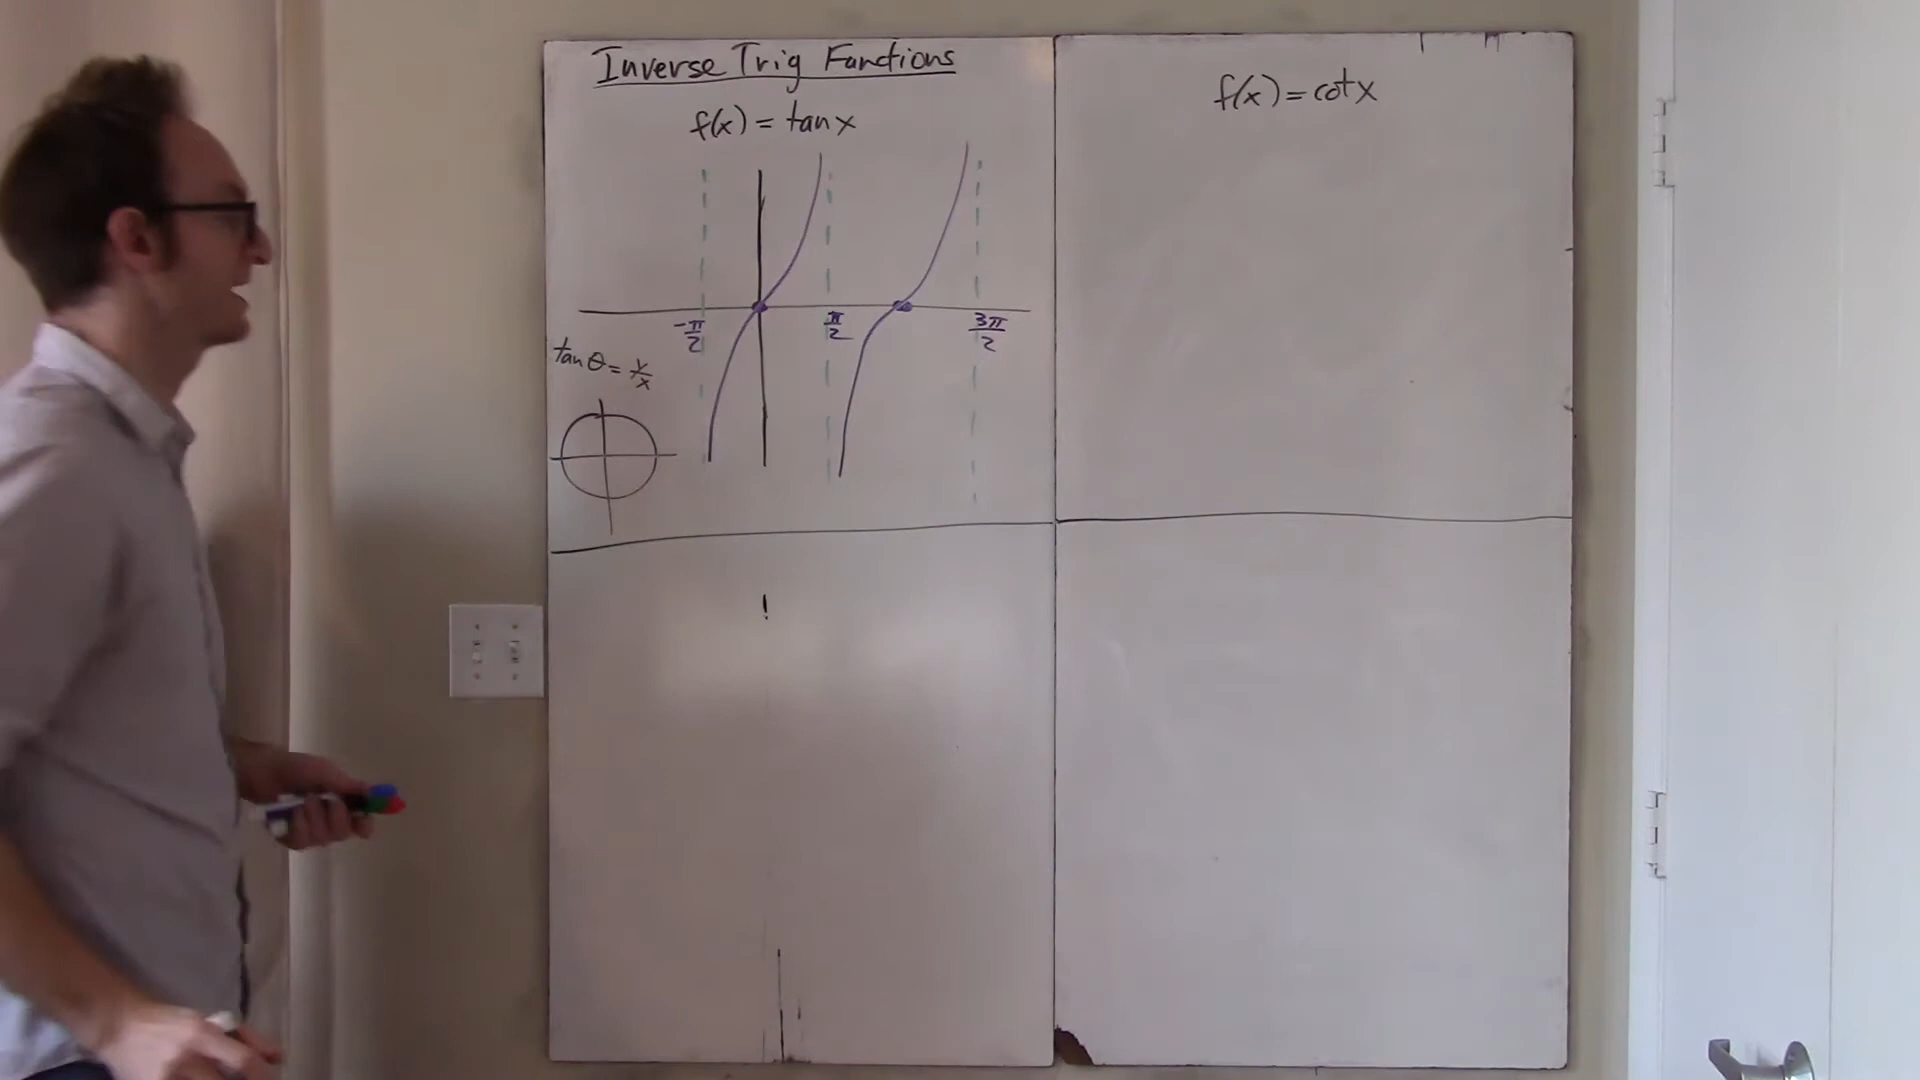 Inverse Trig Functions
f(x) = tan x
-π/2 π/2 3π/2
tan θ = y/x
!
f(x) = cot x